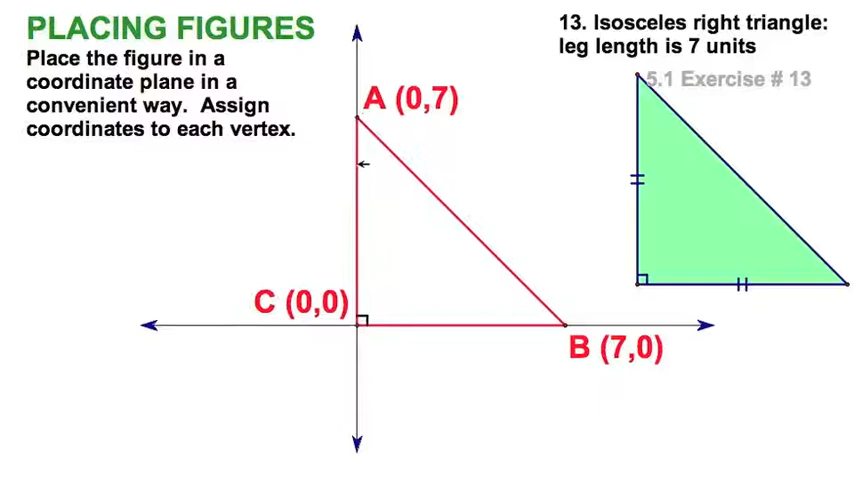 PLACING FIGURES
Place the figure in a
coordinate plane in a
convenient way. Assign
coordinates to each vertex.
13. Isosceles right triangle:
leg length is 7 units
5.1 Exercise # 13
A (0,7)
C (0,0)
B (7,0)